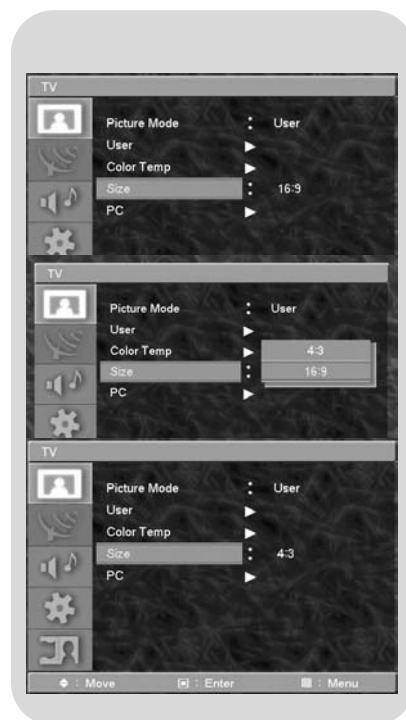 TV
Picture Mode : User
User ▶
Color Temp ▶
Size : 16:9
PC ▶
TV
Picture Mode : User
User ▶
Color Temp ▶ 4:3
Size : 16:9
PC ▶
TV
Picture Mode : User
User ▶
Color Temp ▶
Size : 4:3
PC ▶
: Move : Enter : Menu